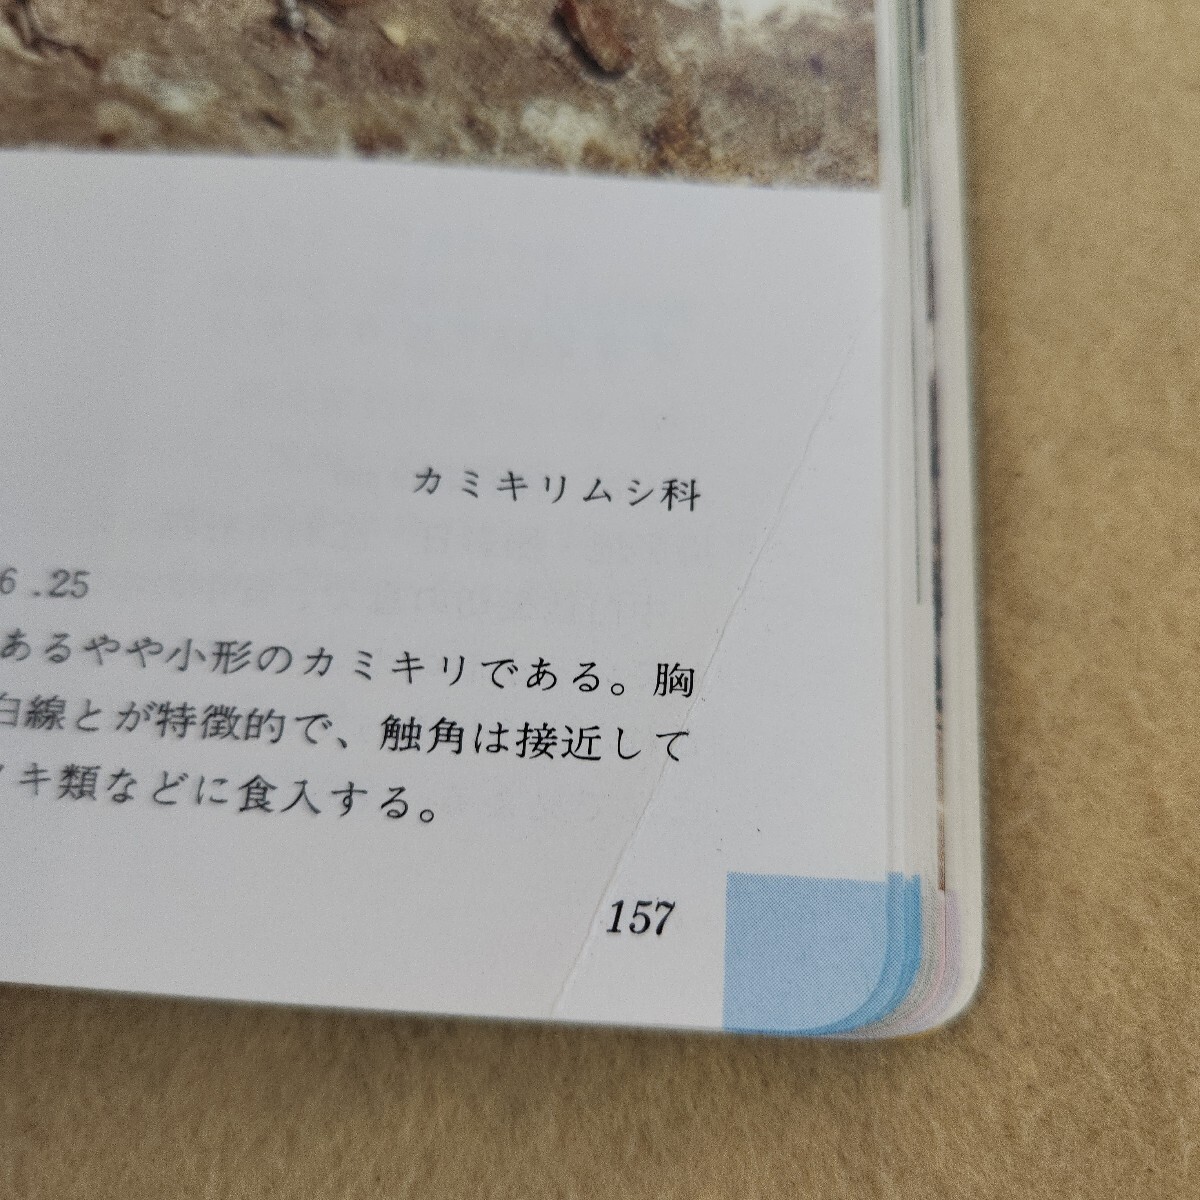 カミキリムシ科
6.25
あるやや小形のカミキリである。胸
白線とが特徴的で、触角は接近して
キ類などに食入する。
157